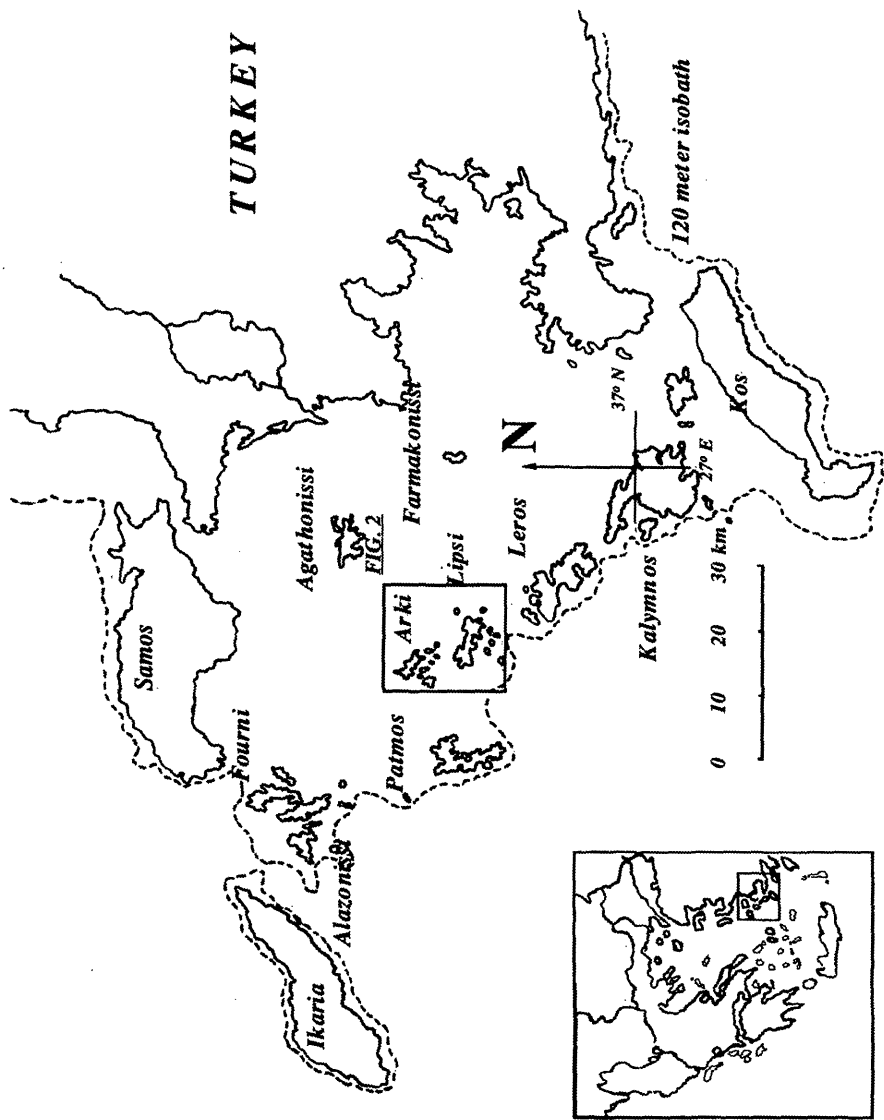 TURKEY
Samos
Fourni
Ikaria
Alazonissi
Agathonissi
FIG. 2
Farmakonissi
Patmos
Arki
Lipsi
Leros
N
37° N
27° E
Kalymnos
Kos
120 meter isobath
0 10 20 30 km.